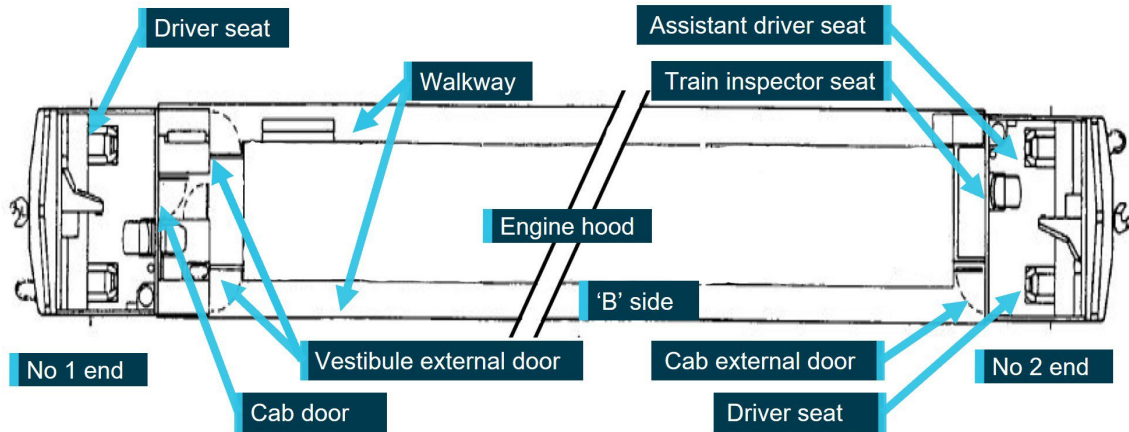 Driver seat
Assistant driver seat
Walkway
Train inspector seat
Engine hood
‘B’ side
No 1 end
Vestibule external door
Cab external door
No 2 end
Cab door
Driver seat